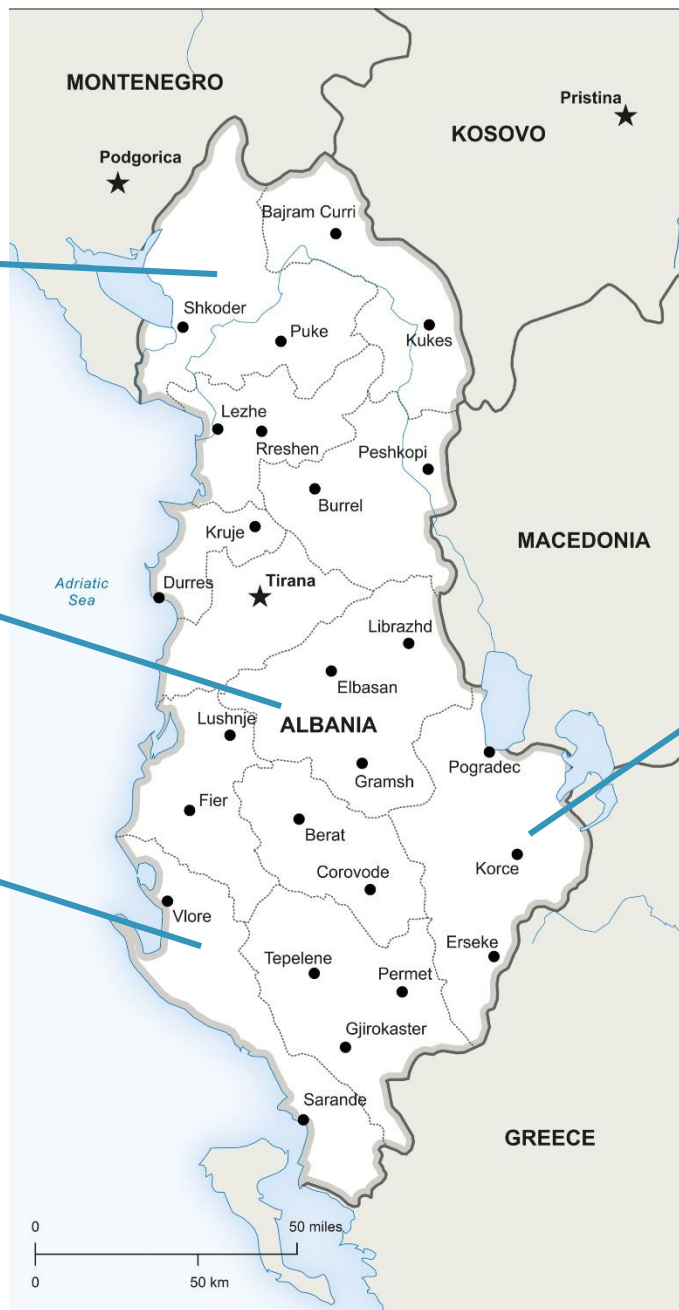 MONTENEGRO
Pristina
KOSOVO
Podgorica
Bajram Curri
Shkoder
Puke
Kukes
Lezhe
Rreshen
Peshkopi
Burrel
Kruje
MACEDONIA
Adriatic
Sea
Durres
Tirana
Librazhd
Elbasan
Lushnje
ALBANIA
Pogradec
Gramsh
Fier
Berat
Korce
Corovode
Vlore
Erseke
Tepelene
Permet
Gjirokaster
Sarande
GREECE
0
50 miles
0
50 km